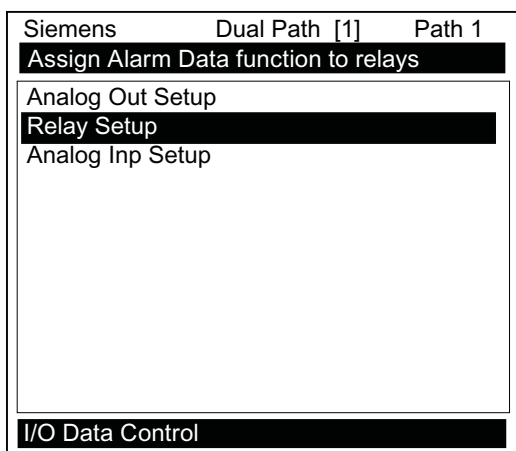 Siemens Dual Path [1] Path 1
Assign Alarm Data function to relays
Analog Out Setup
Relay Setup
Analog Inp Setup
I/O Data Control